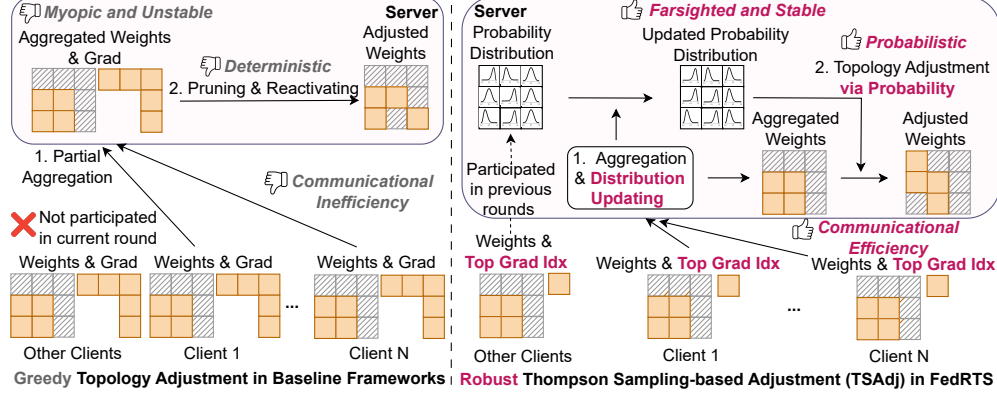 Myopic and Unstable
Server
Aggregated Weights
& Grad
Adjusted
Weights
Deterministic
2. Pruning & Reactivating
1. Partial
Aggregation
Communicational
Inefficiency
Not participated
in current round
Weights & Grad
Weights & Grad
Weights & Grad
...
Other Clients
Client 1
Client N
Greedy Topology Adjustment in Baseline Frameworks
Server
Farsighted and Stable
Probability
Distribution
Updated Probability
Distribution
Probabilistic
2. Topology Adjustment
via Probability
Participated
in previous
rounds
1. Aggregation
& Distribution
Updating
Aggregated
Weights
Adjusted
Weights
Communicational
Efficiency
Weights &
Top Grad Idx
Weights & Top Grad Idx
Weights & Top Grad Idx
...
Other Clients
Client 1
Client N
Robust Thompson Sampling-based Adjustment (TSAdj) in FedRTS